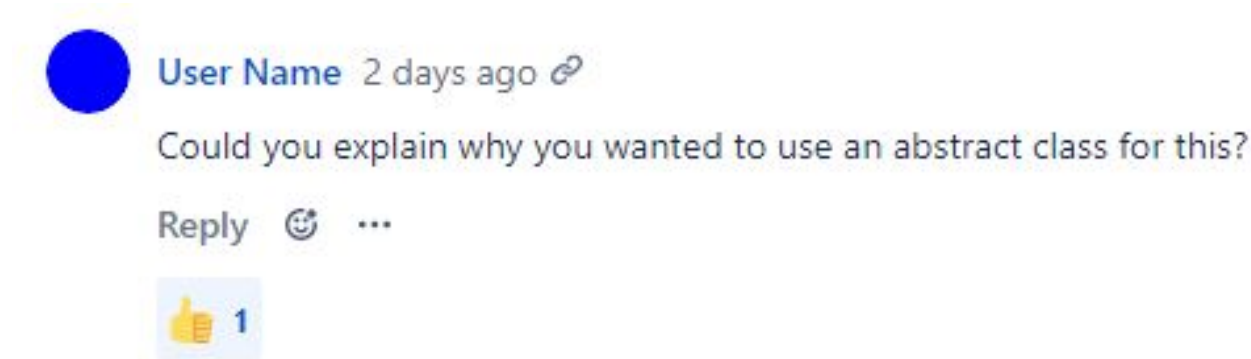 User Name 2 days ago
Could you explain why you wanted to use an abstract class for this?
Reply ...
1